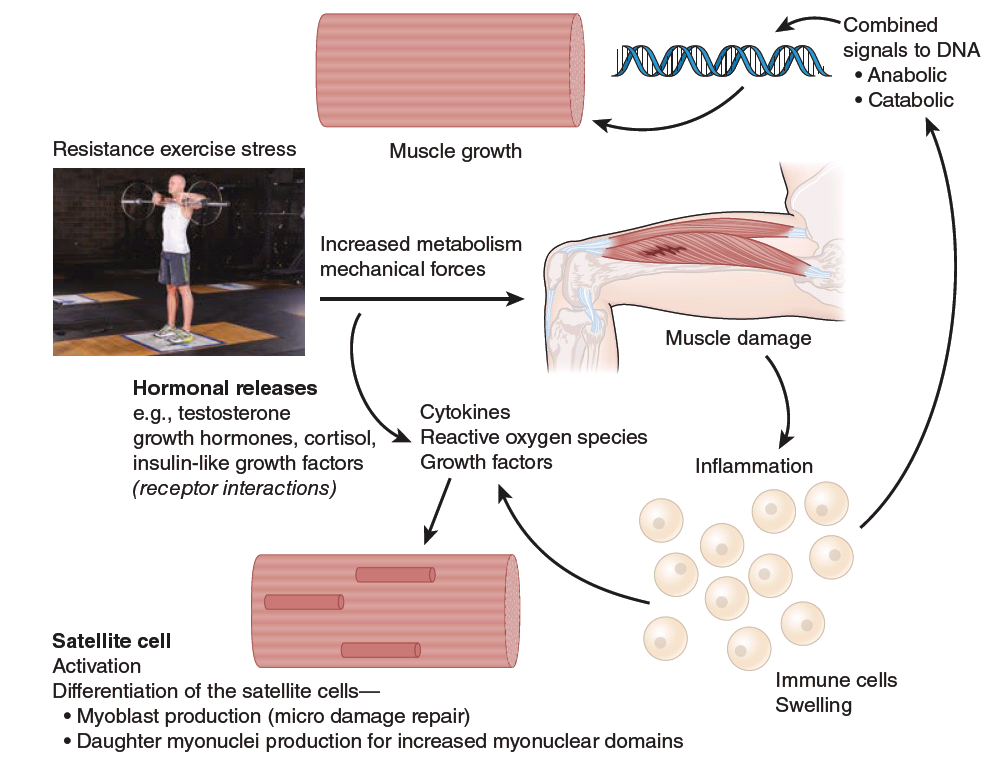 Combined
signals to DNA
• Anabolic
• Catabolic
Muscle growth
Resistance exercise stress
Increased metabolism
mechanical forces
Muscle damage
Hormonal releases
e.g., testosterone
growth hormones, cortisol,
insulin-like growth factors
(receptor interactions)
Cytokines
Reactive oxygen species
Growth factors
Inflammation
Immune cells
Swelling
Satellite cell
Activation
Differentiation of the satellite cells—
• Myoblast production (micro damage repair)
• Daughter myonuclei production for increased myonuclear domains